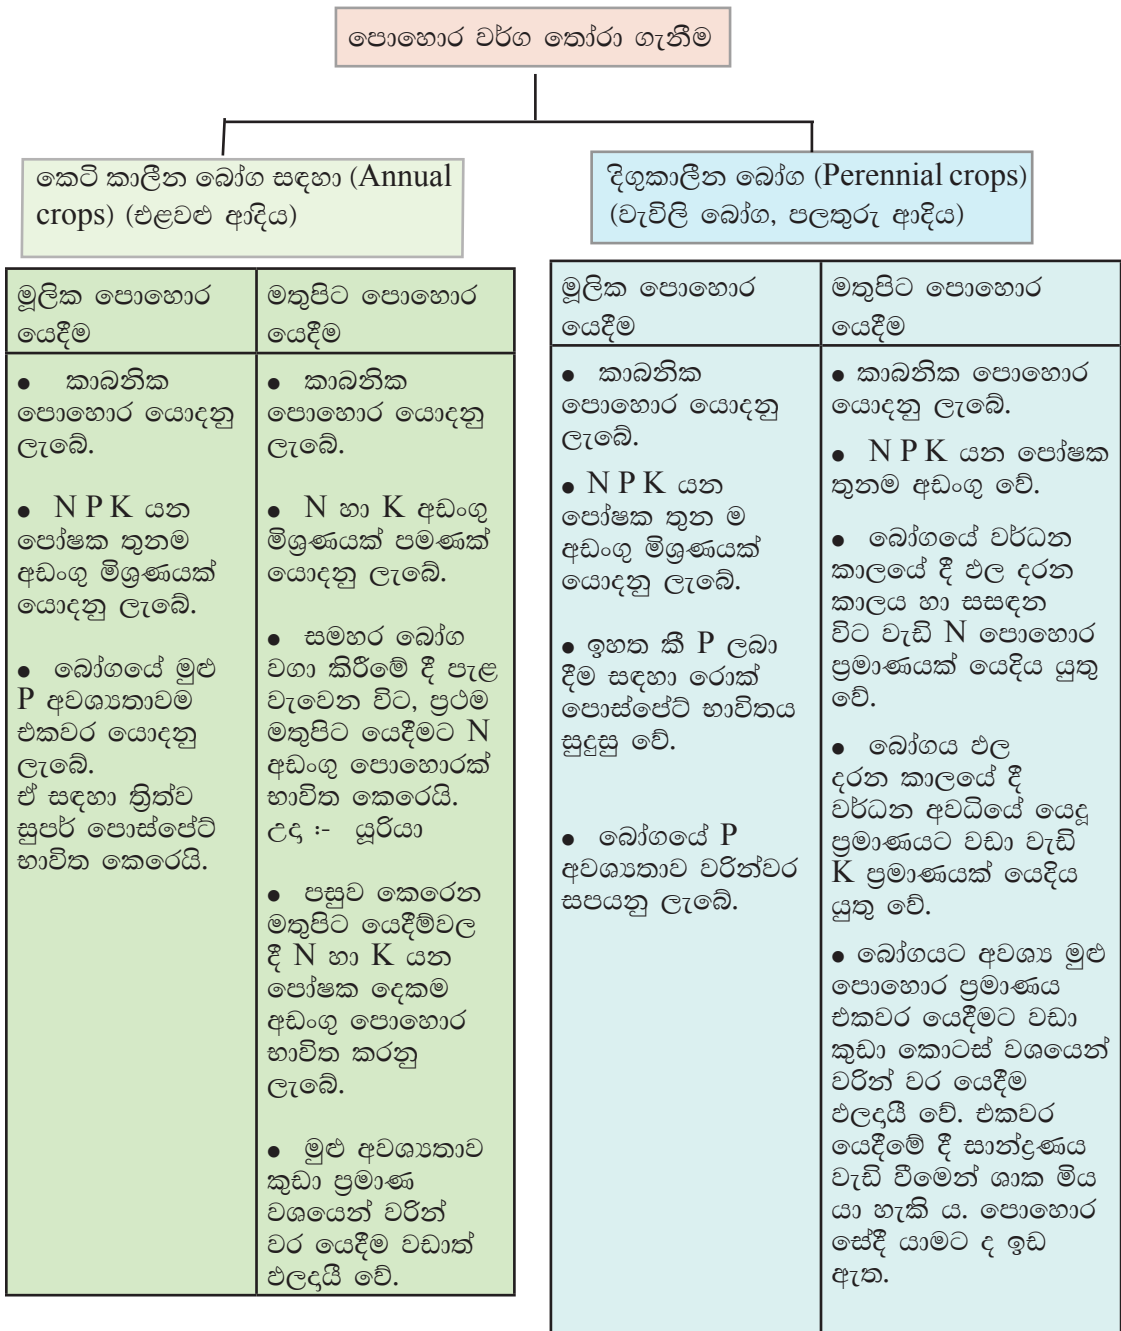 පොහොර වර්ග තෝරා ගැනීම
කෙටි කාලීන බෝග සඳහා (Annual
crops) (එළවළු ආදිය)
මූලික පොහොර
යෙදීම
මතුපිට පොහොර
යෙදීම
● කාබනික
පොහොර යොදනු
ලැබේ.
● N P K යන
පෝෂක තුනම
අඩංගු මිශ්‍රණයක්
යොදනු ලැබේ.
● බෝගයේ මුළු
P අවශ්‍යතාවම
එකවර යොදනු
ලැබේ.
ඒ සඳහා ත්‍රිත්ව
සුපර් පොස්පේට්
භාවිත කෙරෙයි.
● කාබනික
පොහොර යොදනු
ලැබේ.
● N හා K අඩංගු
මිශ්‍රණයක් පමණක්
යොදනු ලැබේ.
● සමහර බෝග
වගා කිරීමේ දී පැළ
වැවෙන විට, ප්‍රථම
මතුපිට යෙදීමට N
අඩංගු පොහොරක්
භාවිත කෙරෙයි.
උදා :- යූරියා
● පසුව කෙරෙන
මතුපිට යෙදීම්වල
දී N හා K යන
පෝෂක දෙකම
අඩංගු පොහොර
භාවිත කරනු
ලැබේ.
● මුළු අවශ්‍යතාව
කුඩා ප්‍රමාණ
වශයෙන් වරින්
වර යෙදීම වඩාත්
ඵලදායී වේ.
දිගුකාලීන බෝග (Perennial crops)
(වැවිලි බෝග, පලතුරු ආදිය)
මූලික පොහොර
යෙදීම
මතුපිට පොහොර
යෙදීම
● කාබනික
පොහොර යොදනු
ලැබේ.
● N P K යන
පෝෂක තුන ම
අඩංගු මිශ්‍රණයක්
යොදනු ලැබේ.
● ඉහත කී P ලබා
දීම සඳහා රොක්
පොස්පේට් භාවිතය
සුදුසු වේ.
● බෝගයේ P
අවශ්‍යතාව වරින්වර
සපයනු ලැබේ.
● කාබනික පොහොර
යොදනු ලැබේ.
● N P K යන පෝෂක
තුනම අඩංගු වේ.
● බෝගයේ වර්ධන
කාලයේ දී ඵල දරන
කාලය හා සසඳන
විට වැඩි N පොහොර
ප්‍රමාණයක් යෙදිය යුතු
වේ.
● බෝගය ඵල
දරන කාලයේ දී
වර්ධන අවධියේ යෙදූ
ප්‍රමාණයට වඩා වැඩි
K ප්‍රමාණයක් යෙදිය
යුතු වේ.
● බෝගයට අවශ්‍ය මුළු
පොහොර ප්‍රමාණය
එකවර යෙදීමට වඩා
කුඩා කොටස් වශයෙන්
වරින් වර යෙදීම
ඵලදායී වේ. එකවර
යෙදීමේ දී සාන්ද්‍රණය
වැඩි වීමෙන් ශාක මිය
යා හැකි ය. පොහොර
සේදී යාමට ද ඉඩ
ඇත.